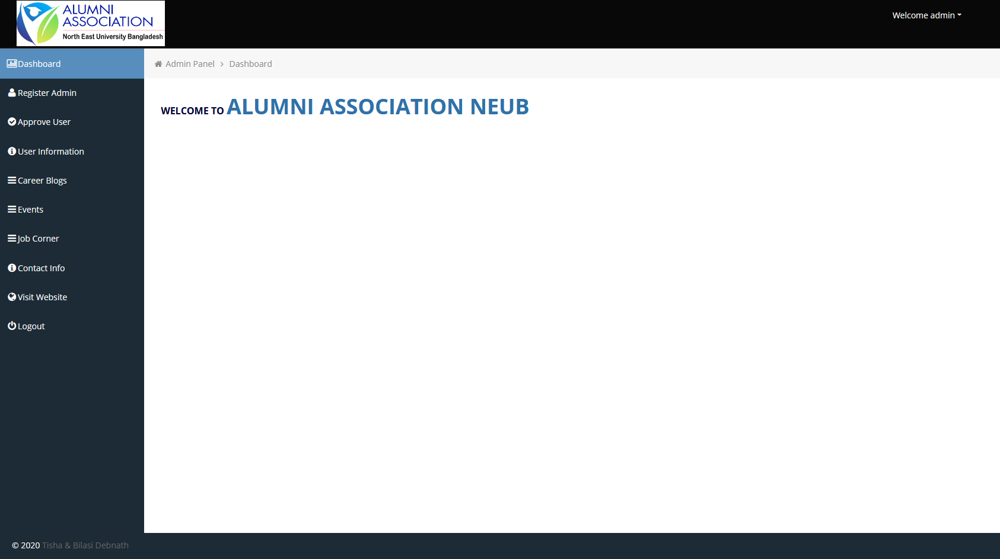 ALUMNI
ASSOCIATION
North East University Bangladesh
Welcome admin
Dashboard
Admin Panel > Dashboard
Register Admin
WELCOME TO ALUMNI ASSOCIATION NEUB
Approve User
User Information
Career Blogs
Events
Job Corner
Contact Info
Visit Website
Logout
© 2020 Tisha & Bilasi Debnath